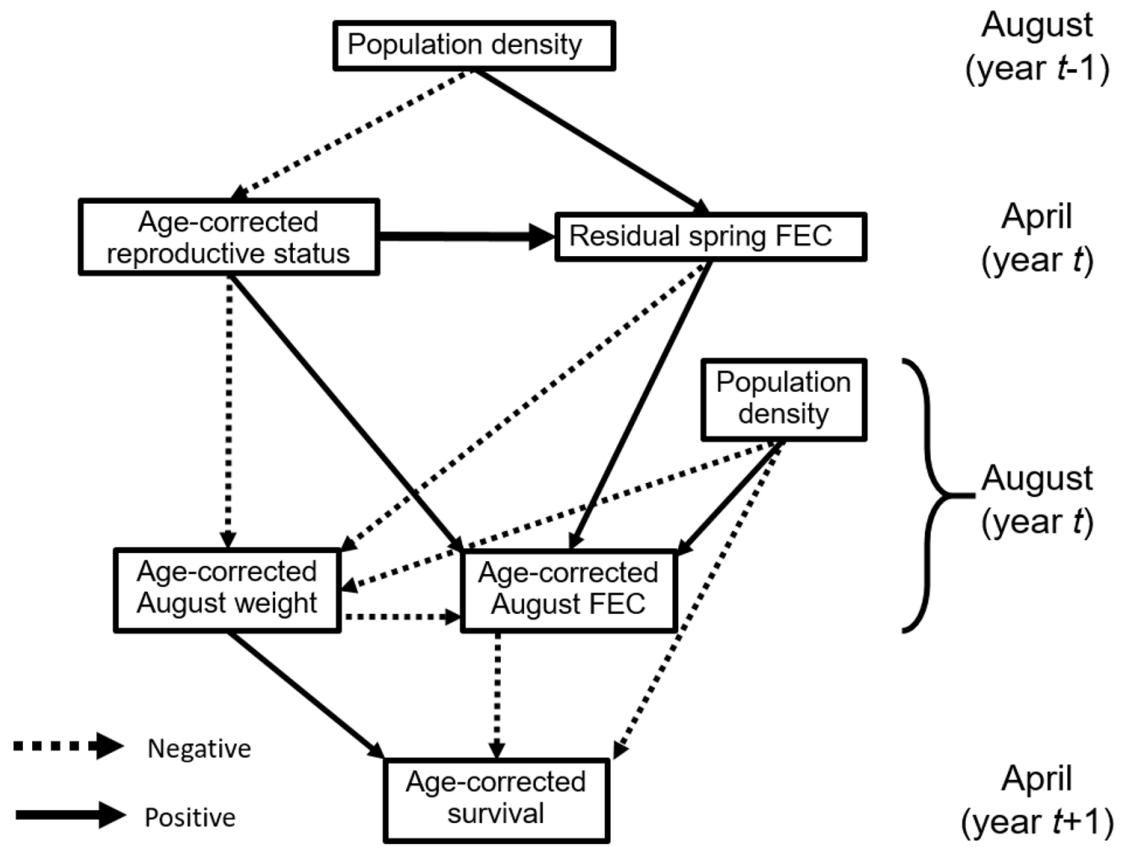 Population density
August
(year t-1)
Age-corrected
reproductive status
Residual spring FEC
April
(year t)
Population
density
August
(year t)
Age-corrected
August weight
Age-corrected
August FEC
Negative
Positive
Age-corrected
survival
April
(year t+1)